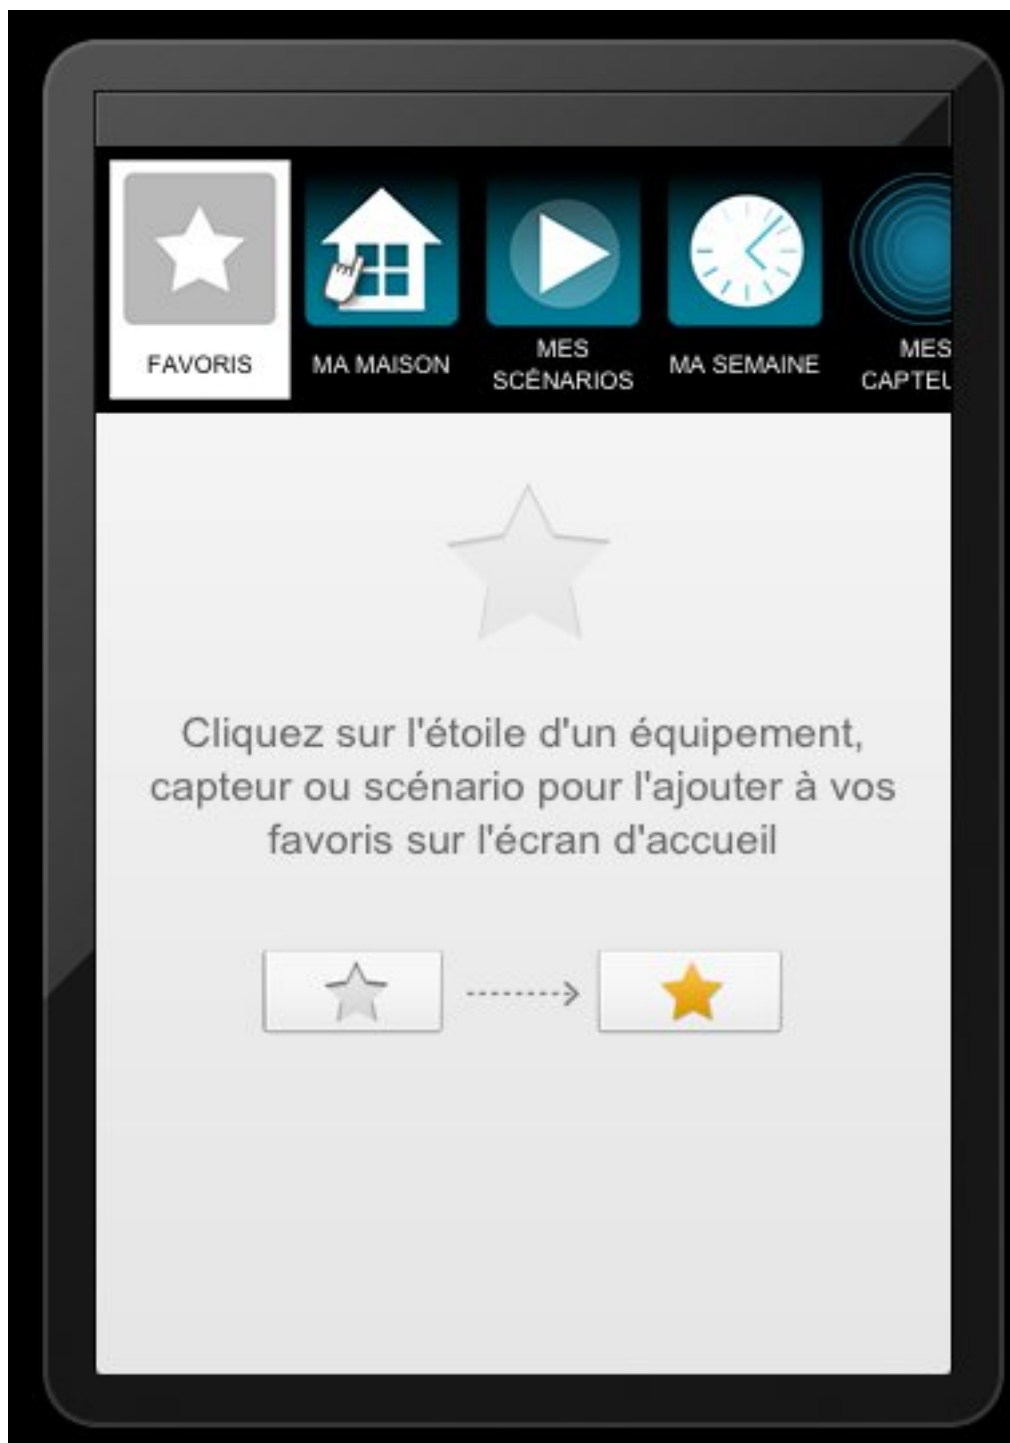 FAVORIS
MA MAISON
MES
SCÉNARIOS
MA SEMAINE
MES
Cliquez sur l'étoile d'un équipement,
capteur ou scénario pour l'ajouter à vos
favoris sur l'écran d'accueil